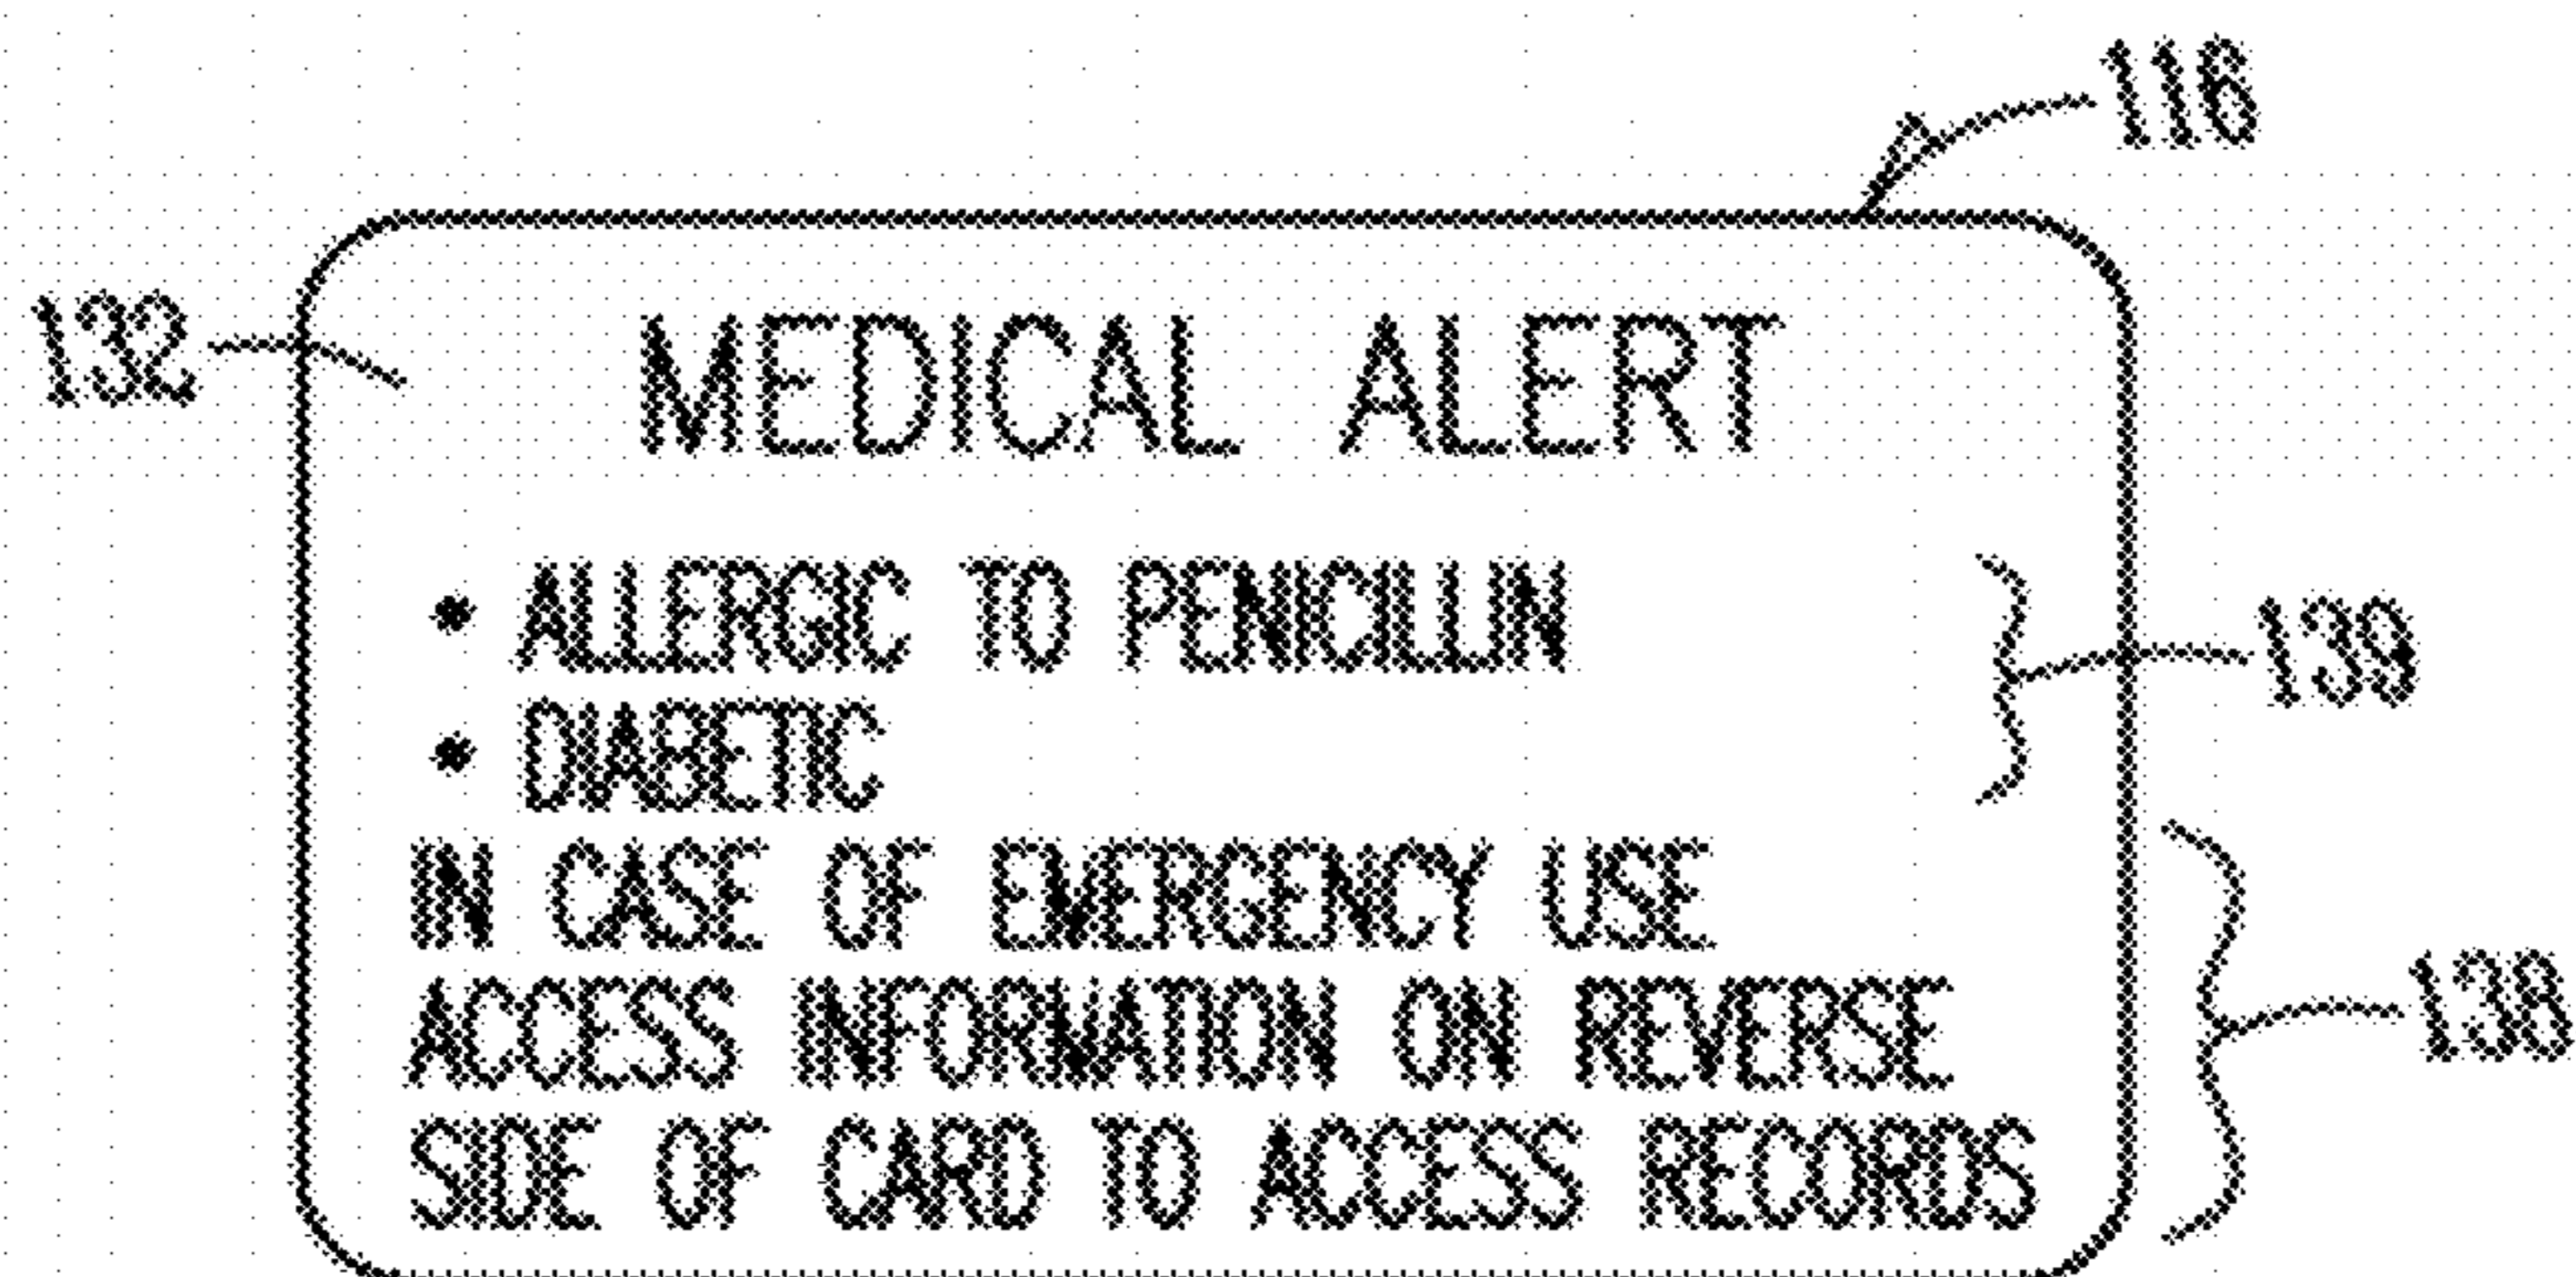 116
132
MEDICAL ALERT
• ALLERGIC TO PENICILLIN
139
• DIABETIC
IN CASE OF EMERGENCY USE
ACCESS INFORMATION ON REVERSE
138
SIDE OF CARD TO ACCESS RECORDS